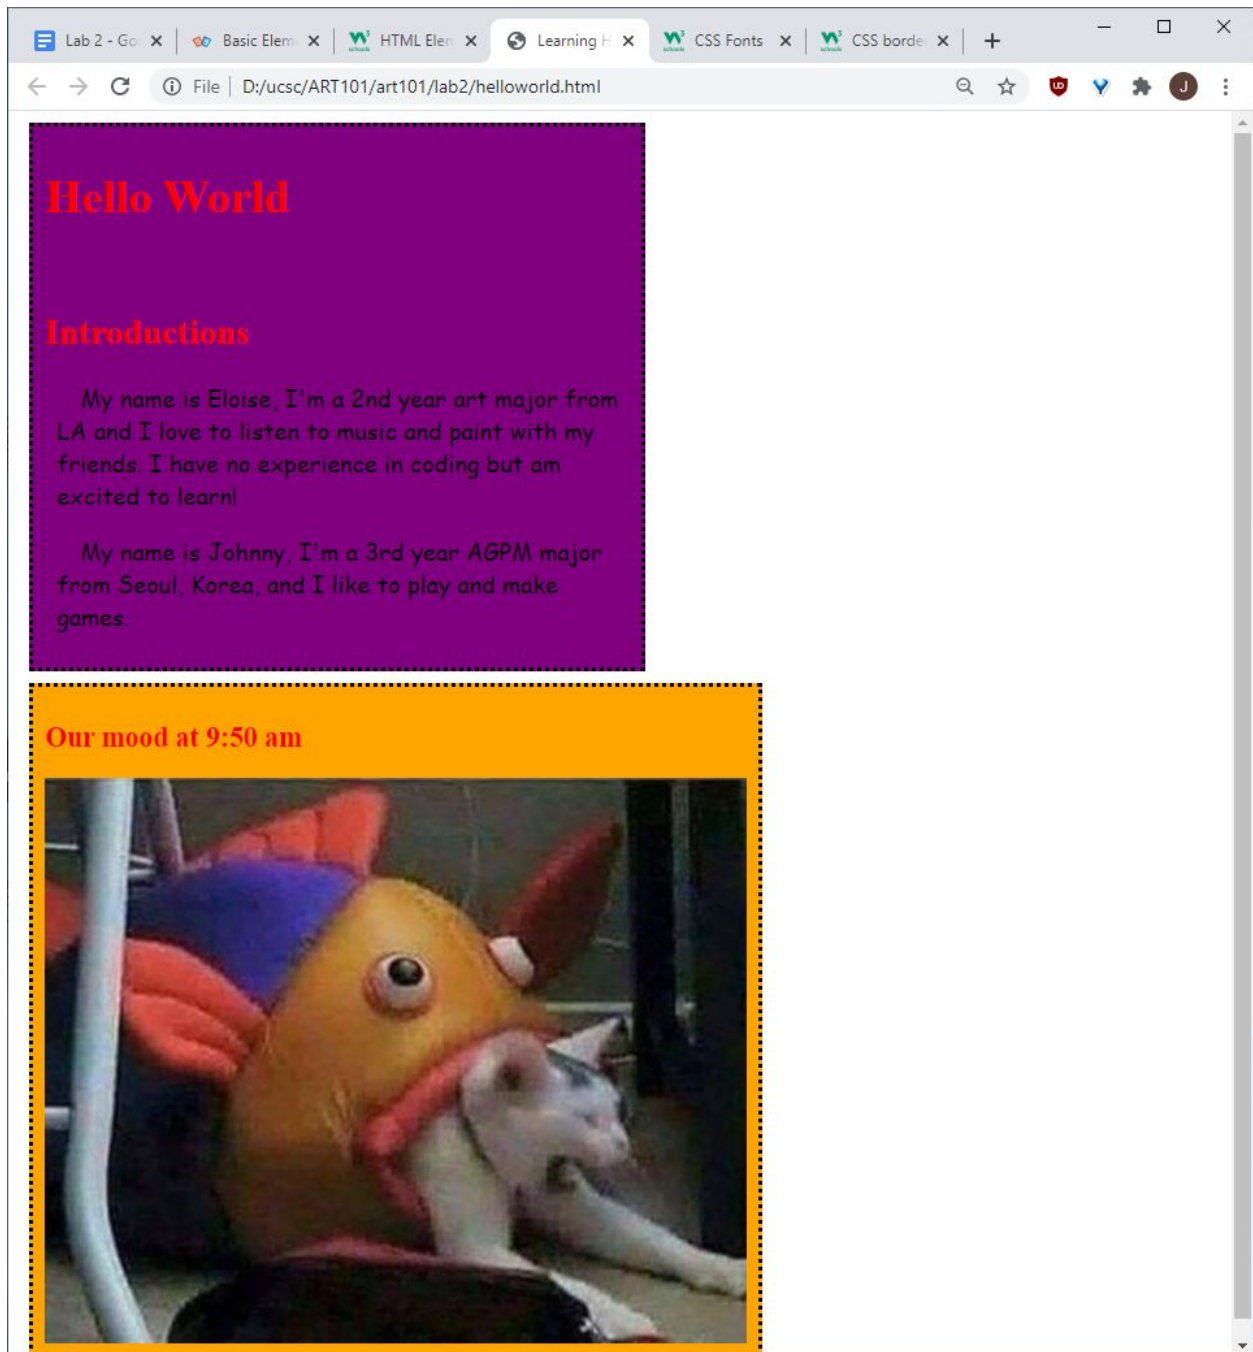 Lab 2 - Go
Basic Elem
HTML Elen
Learning H
CSS Fonts
CSS borde
File
D:/ucsc/ART101/art101/lab2/helloworld.html
J
Hello World
Introductions
My name is Eloise, I'm a 2nd year art major from
LA and I love to listen to music and paint with my
friends. I have no experience in coding but am
excited to learn!
My name is Johnny, I'm a 3rd year AGPM major
from Seoul, Korea, and I like to play and make
games.
Our mood at 9:50 am